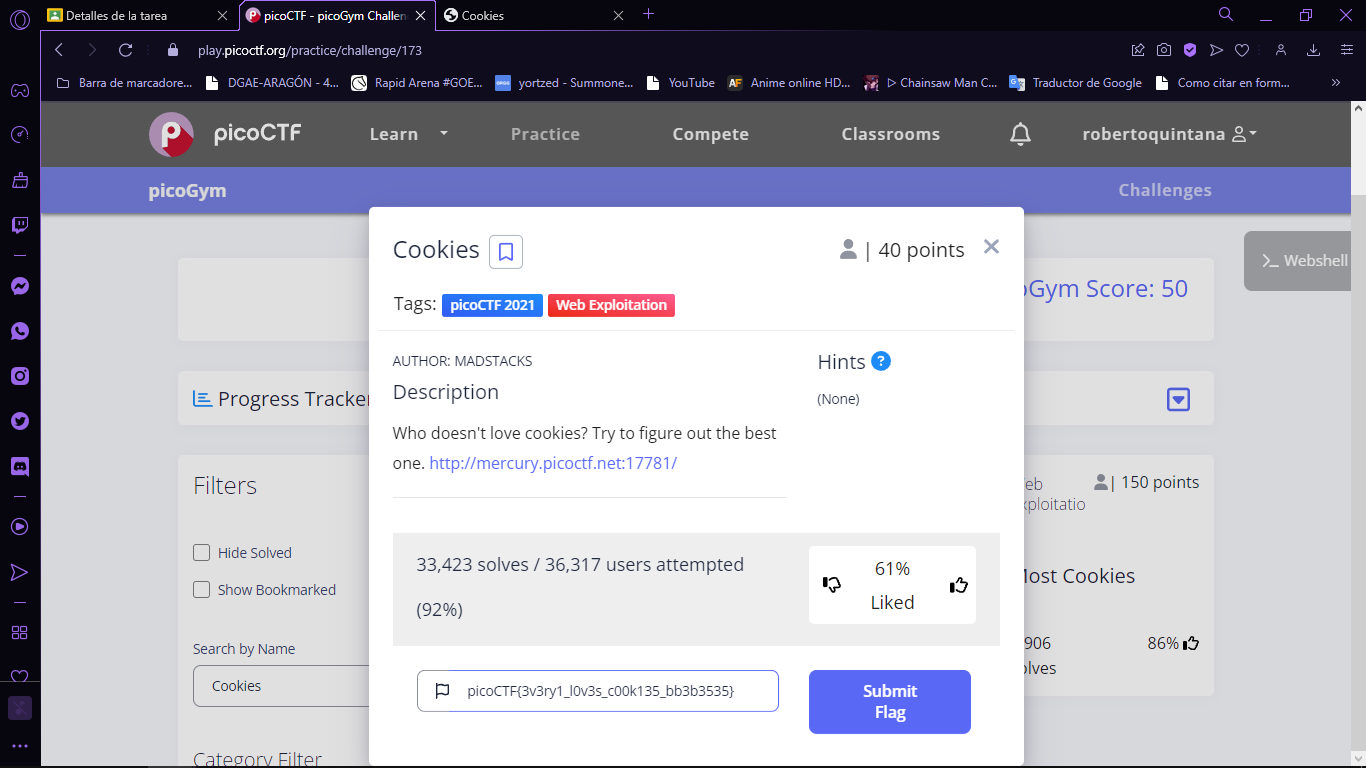 Detalles de la tarea
picoCTF - picoGym Challen
Cookies
play.picoctf.org/practice/challenge/173
Barra de marcadore...
DGAE-ARAGÓN - 4...
Rapid Arena #GOE...
yortzed - Summone...
YouTube
AF
Anime online HD...
▷ Chainsaw Man C...
Traductor de Google
Como citar en form...
»
picoCTF
Learn
Practice
Compete
Classrooms
robertoquintana
picoGym
Challenges
Cookies
| 40 points
Webshell
Gym Score: 50
Tags: picoCTF 2021 Web Exploitation
AUTHOR: MADSTACKS
Description
Hints ?
(None)
Progress Tracker
Who doesn't love cookies? Try to figure out the best
one. http://mercury.picoctf.net:17781/
Filters
Hide Solved
Show Bookmarked
Search by Name
Cookies
Category Filter
33,423 solves / 36,317 users attempted
(92%)
61%
Liked
picoCTF{3v3ry1_l0v3s_c00k135_bb3b3535}
Submit
Flag
eb
xploitatio
| 150 points
Most Cookies
906
olves
86%